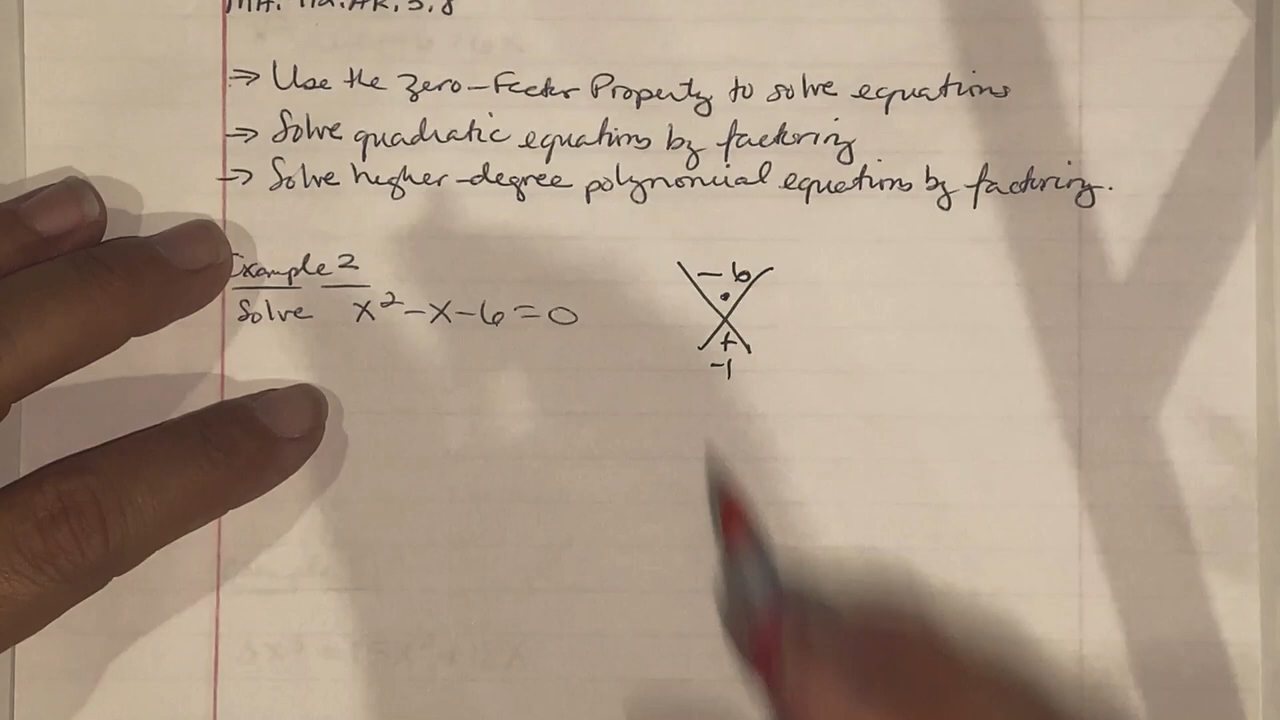 ⇒ Use the Zero-Factor Property to solve equations
→ Solve quadratic equations by factoring
→ Solve higher-degree polynomial equations by factoring.
Example 2
Solve x²-x-6=0
-6
•
+
-1